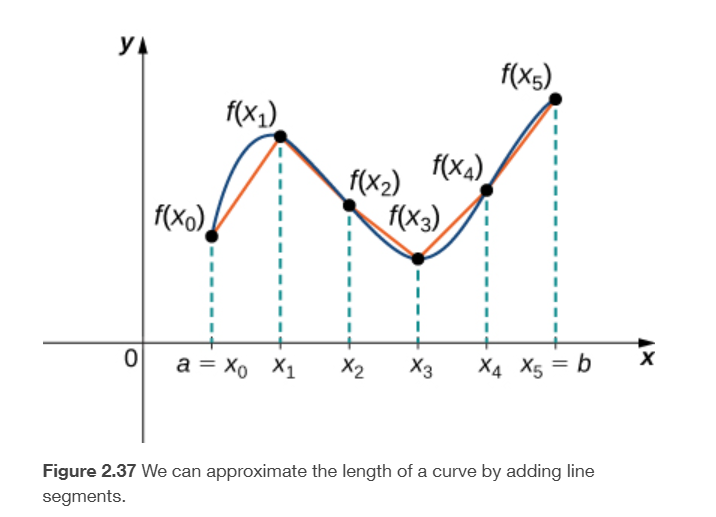 y
f(x₅)
f(x₁)
f(x₂)
f(x₄)
f(x₀)
f(x₃)
0
a = x₀ x₁ x₂ x₃ x₄ x₅ = b
x
Figure 2.37 We can approximate the length of a curve by adding line
segments.